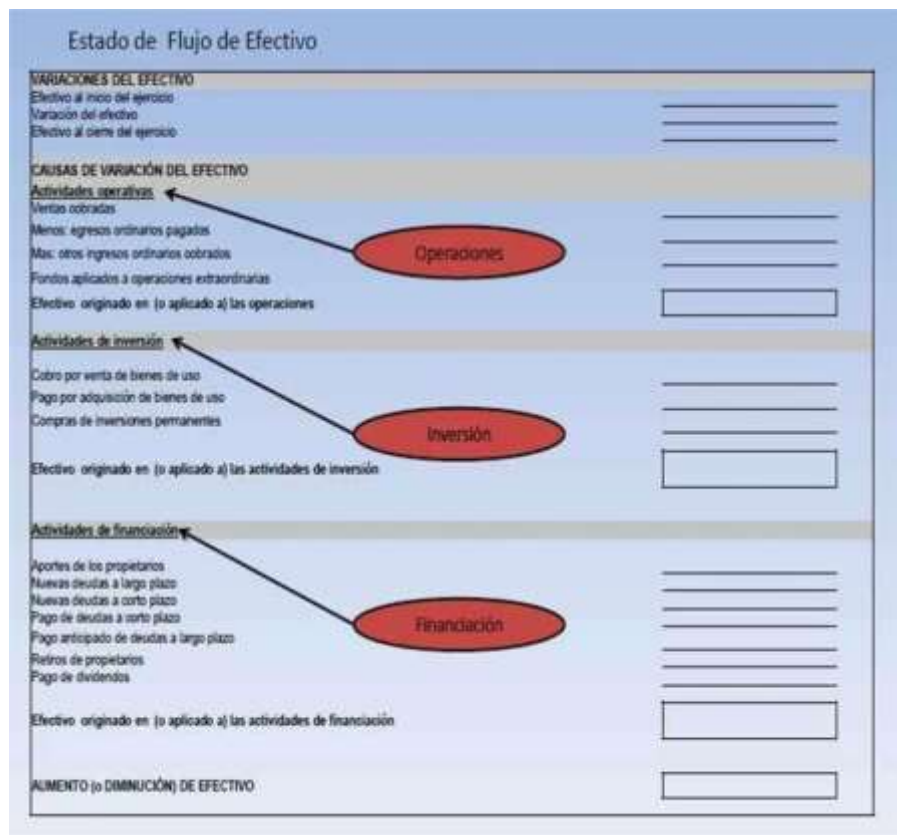 Estado de Flujo de Efectivo
VARIACIONES DEL EFECTIVO
Efectivo al inicio del ejercicio
Variación del efectivo
Efectivo al cierre del ejercicio
CAUSAS DE VARIACIÓN DEL EFECTIVO
Actividades operativas
Ventas cobradas
Menos: egresos ordinarios pagados
Operaciones
Mas: otros ingresos ordinarios cobrados
Fondos aplicados a operaciones extraordinarias
Efectivo originado en (o aplicado a) las operaciones
Actividades de inversión
Cobro por venta de bienes de uso
Pago por adquisición de bienes de uso
Compras de inversiones permanentes
Inversión
Efectivo originado en (o aplicado a) las actividades de inversión
Actividades de financiación
Aportes de los propietarios
Nuevas deudas a largo plazo
Nuevas deudas a corto plazo
Pago de deudas a corto plazo
Financiación
Pago anticipado de deudas a largo plazo
Retiros de propietarios
Pago de dividendos
Efectivo originado en (o aplicado a) las actividades de financiación
AUMENTO (o DIMINUCIÓN) DE EFECTIVO